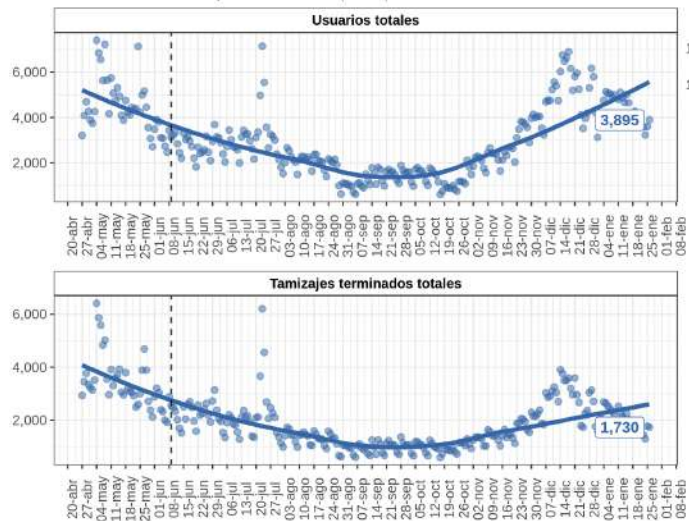 Usuarios totales
6,000
4,000
2,000
3,895
20-abr
27-abr
04-may
11-may
18-may
25-may
01-jun
08-jun
15-jun
22-jun
29-jun
06-jul
13-jul
20-jul
27-jul
03-ago
10-ago
17-ago
24-ago
31-ago
07-sep
14-sep
21-sep
28-sep
05-oct
12-oct
19-oct
26-oct
02-nov
09-nov
16-nov
23-nov
30-nov
07-dic
14-dic
21-dic
28-dic
04-ene
11-ene
18-ene
25-ene
01-feb
08-feb
Tamizajes terminados totales
6,000
4,000
2,000
1,730
20-abr
27-abr
04-may
11-may
18-may
25-may
01-jun
08-jun
15-jun
22-jun
29-jun
06-jul
13-jul
20-jul
27-jul
03-ago
10-ago
17-ago
24-ago
31-ago
07-sep
14-sep
21-sep
28-sep
05-oct
12-oct
19-oct
26-oct
02-nov
09-nov
16-nov
23-nov
30-nov
07-dic
14-dic
21-dic
28-dic
04-ene
11-ene
18-ene
25-ene
01-feb
08-feb